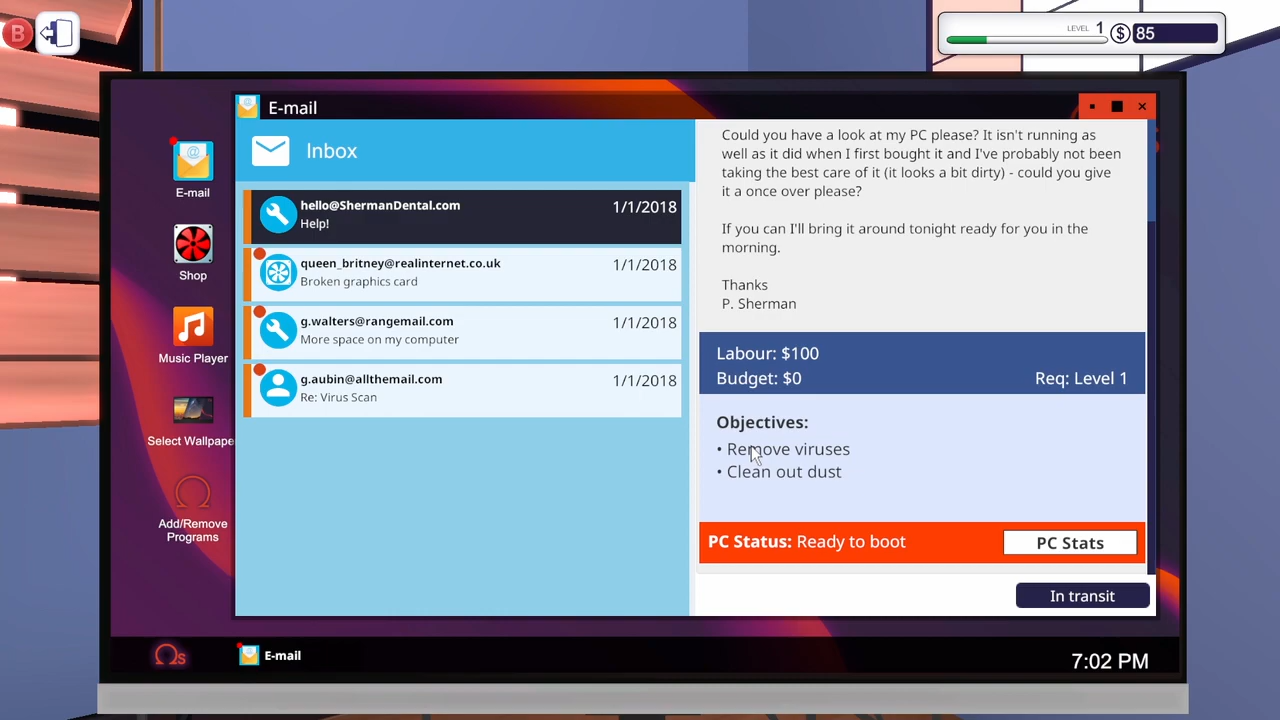 B
LEVEL 1 $ 85
E-mail
Inbox
hello@ShermanDental.com 1/1/2018
Help!
queen_britney@realinternet.co.uk 1/1/2018
Broken graphics card
g.walters@rangemail.com 1/1/2018
More space on my computer
g.aubin@allthemail.com 1/1/2018
Re: Virus Scan
Could you have a look at my PC please? It isn't running as
well as it did when I first bought it and I've probably not been
taking the best care of it (it looks a bit dirty) - could you give
it a once over please?
If you can I'll bring it around tonight ready for you in the
morning.
Thanks
P. Sherman
Labour: $100
Budget: $0 Req: Level 1
Objectives:
• Remove viruses
• Clean out dust
PC Status: Ready to boot PC Stats
In transit
E-mail
Shop
Music Player
Select Wallpape
Add/Remove
Programs
Ωs E-mail 7:02 PM